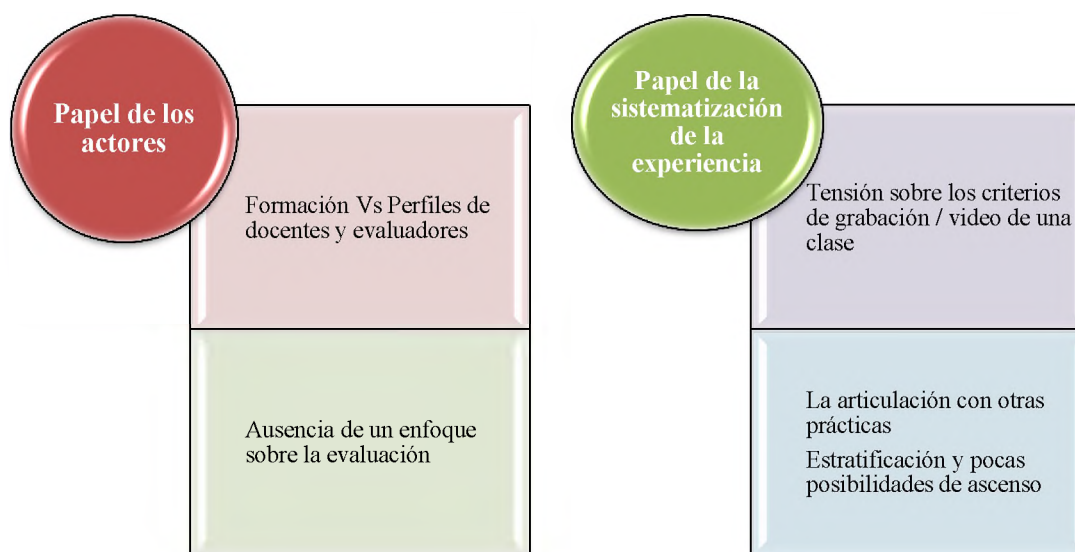 Papel de los
actores
Formación Vs Perfiles de
docentes y evaluadores
Ausencia de un enfoque
sobre la evaluación
Papel de la
sistematización
de la
experiencia
Tensión sobre los criterios
de grabación / video de una
clase
La articulación con otras
prácticas
Estratificación y pocas
posibilidades de ascenso